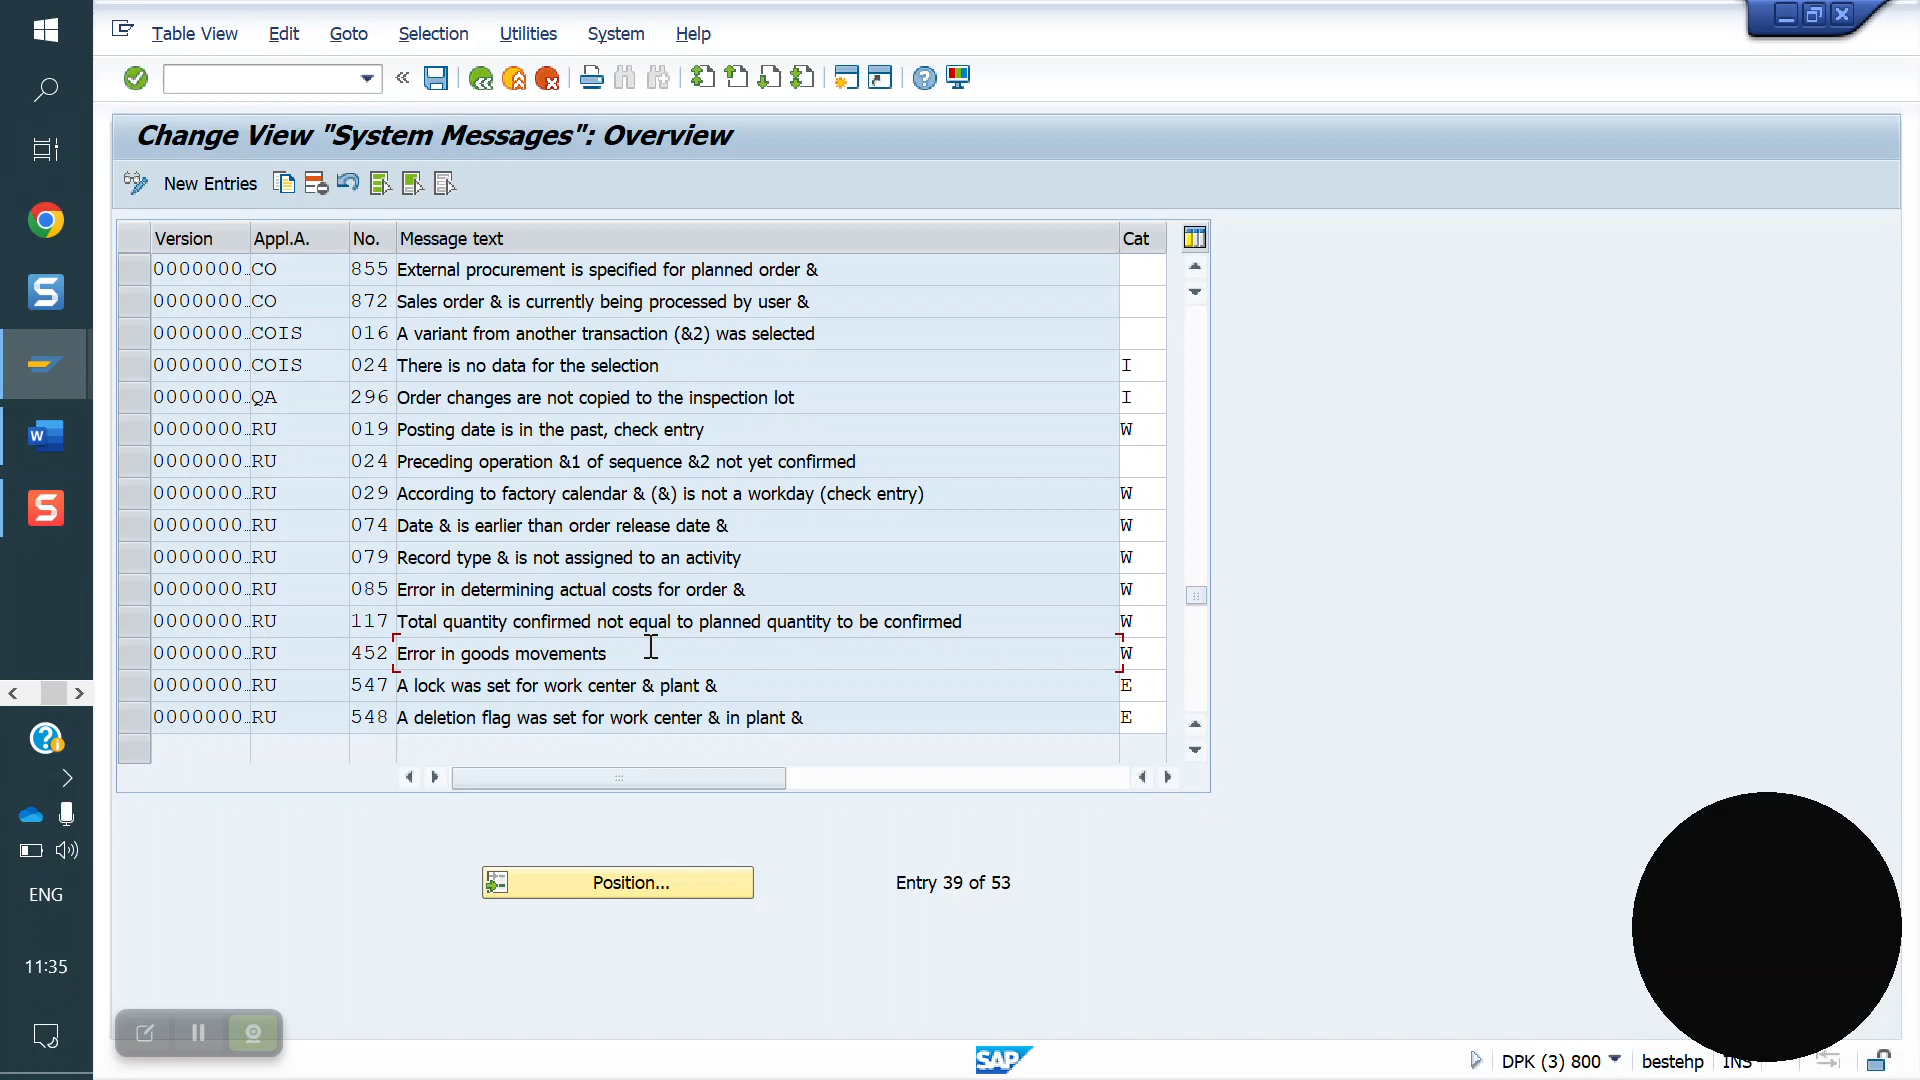 Table View Edit Goto Selection Utilities System Help
Change View "System Messages": Overview
New Entries
Version Appl.A. No. Message text Cat
0000000… CO 855 External procurement is specified for planned order &
0000000… CO 872 Sales order & is currently being processed by user &
0000000… COIS 016 A variant from another transaction (&2) was selected
0000000… COIS 024 There is no data for the selection I
0000000… QA 296 Order changes are not copied to the inspection lot I
0000000… RU 019 Posting date is in the past, check entry W
0000000… RU 024 Preceding operation &1 of sequence &2 not yet confirmed
0000000… RU 029 According to factory calendar & (&) is not a workday (check entry) W
0000000… RU 074 Date & is earlier than order release date & W
0000000… RU 079 Record type & is not assigned to an activity W
0000000… RU 085 Error in determining actual costs for order & W
0000000… RU 117 Total quantity confirmed not equal to planned quantity to be confirmed W
0000000… RU 452 Error in goods movements W
0000000… RU 547 A lock was set for work center & plant & E
0000000… RU 548 A deletion flag was set for work center & in plant & E
Position... Entry 39 of 53
ENG
11:35
SAP DPK (3) 800 bestehp INS